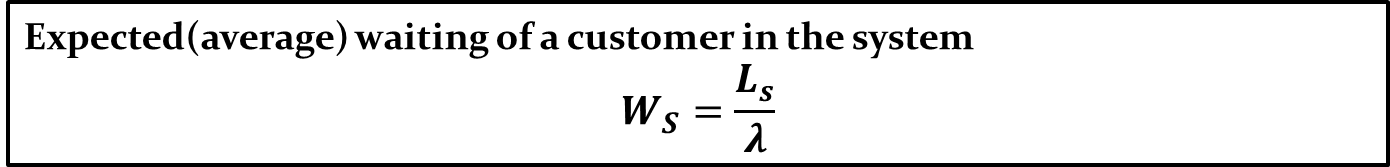 Expected(average) waiting of a customer in the system
W_S = L_s / λ